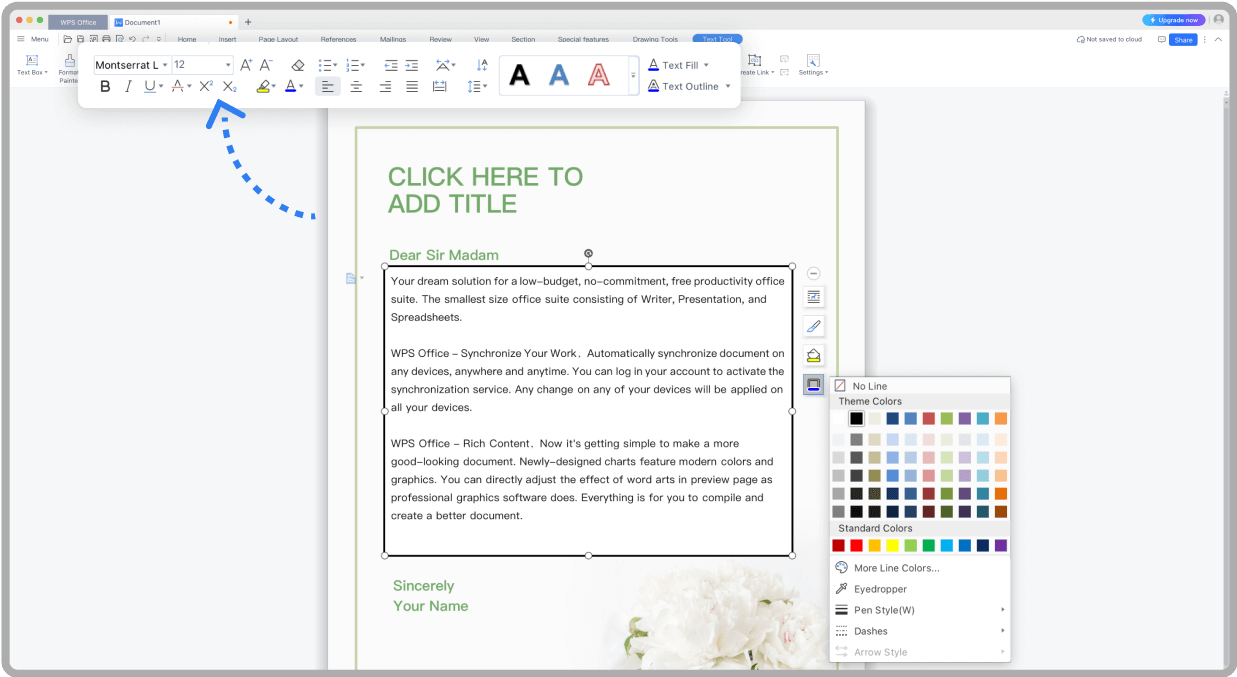 WPS Office
Document1
Upgrade now
Menu
Home
Insert
Page Layout
References
Mailings
Review
View
Section
Special features
Drawing Tools
Text Tool
Not saved to cloud
Share
Text Box
Format
Painte
Montserrat L
12
A+
A-
B
I
U
A
X²
X₂
A
A
A
A
Text Fill
Text Outline
reate Link
Settings
CLICK HERE TO
ADD TITLE
Dear Sir Madam
Your dream solution for a low-budget, no-commitment, free productivity office
suite. The smallest size office suite consisting of Writer, Presentation, and
Spreadsheets.
WPS Office - Synchronize Your Work. Automatically synchronize document on
any devices, anywhere and anytime. You can log in your account to activate the
synchronization service. Any change on any of your devices will be applied on
all your devices.
WPS Office - Rich Content. Now it's getting simple to make a more
good-looking document. Newly-designed charts feature modern colors and
graphics. You can directly adjust the effect of word arts in preview page as
professional graphics software does. Everything is for you to compile and
create a better document.
Sincerely
Your Name
No Line
Theme Colors
Standard Colors
More Line Colors...
Eyedropper
Pen Style(W)
Dashes
Arrow Style